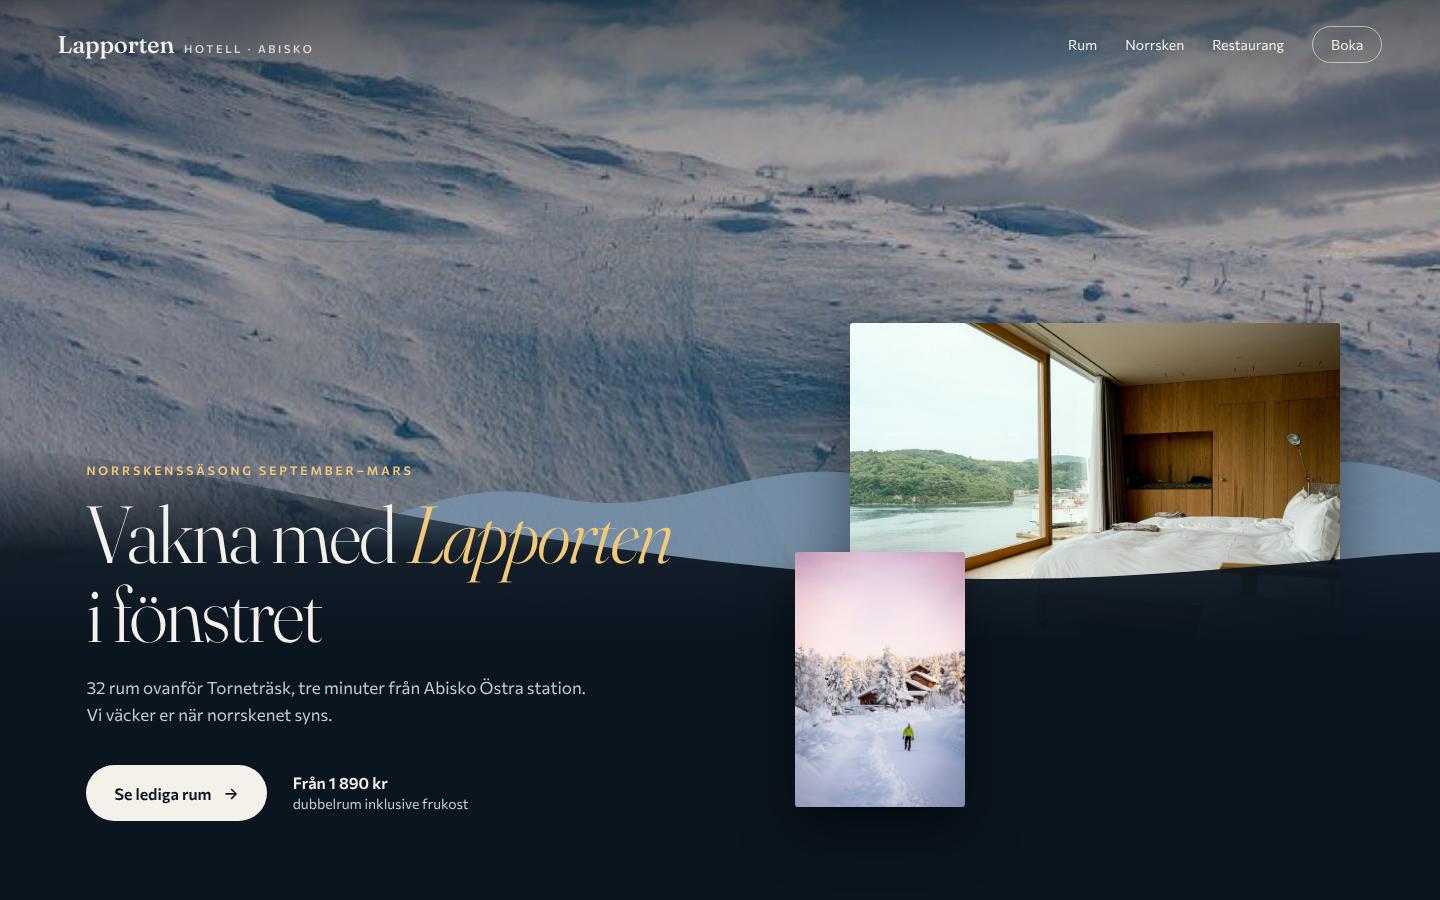 Lapporten HOTELL · ABISKO
Rum Norrsken Restaurang Boka
NORRSKENSSÄSONG SEPTEMBER–MARS
Vakna med Lapporten
i fönstret
32 rum ovanför Torneträsk, tre minuter från Abisko Östra station.
Vi väcker er när norrskenet syns.
Se lediga rum →
Från 1 890 kr
dubbelrum inklusive frukost